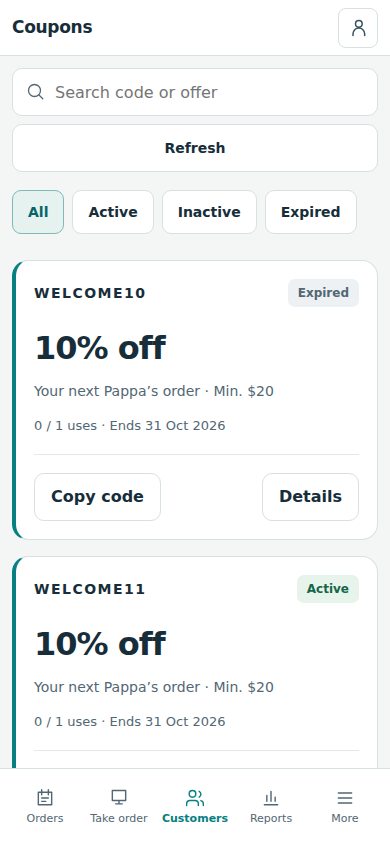 Coupons
Search code or offer
Refresh
All Active Inactive Expired
WELCOME10 Expired
10% off
Your next Pappa’s order · Min. $20
0 / 1 uses · Ends 31 Oct 2026
Copy code Details
WELCOME11 Active
10% off
Your next Pappa’s order · Min. $20
0 / 1 uses · Ends 31 Oct 2026
Orders Take order Customers Reports More